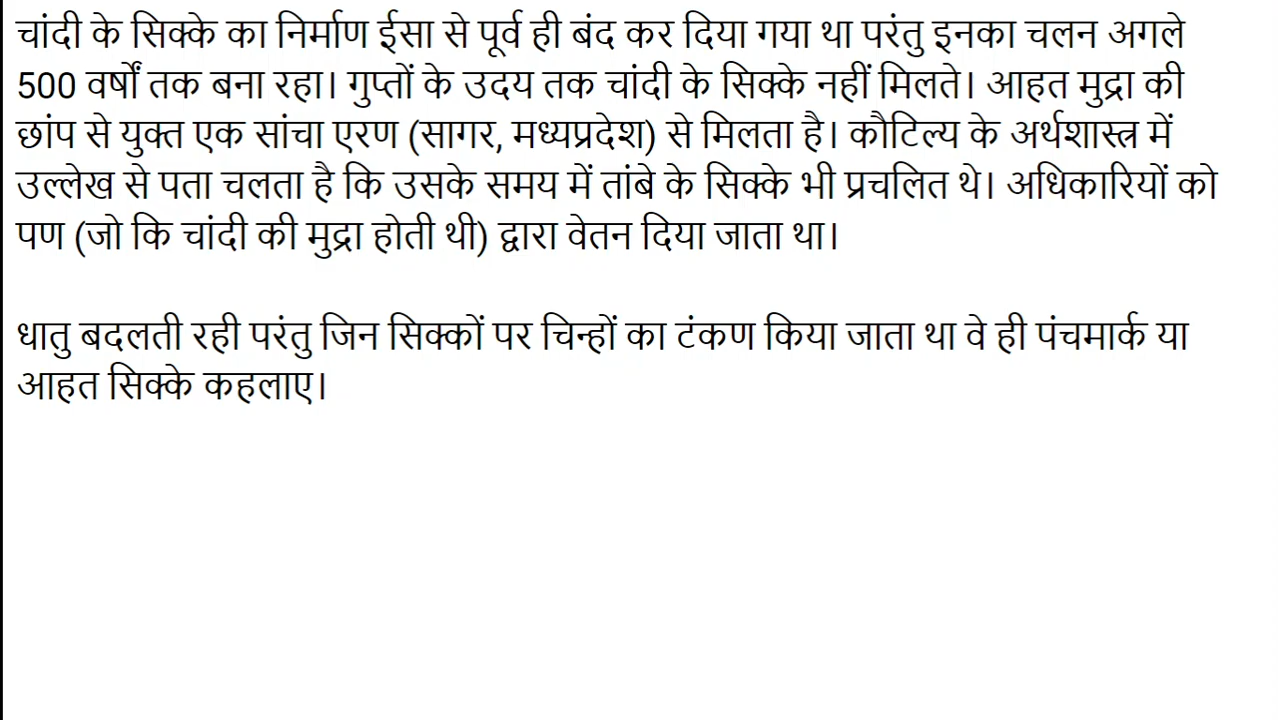 चांदी के सिक्के का निर्माण ईसा से पूर्व ही बंद कर दिया गया था परंतु इनका चलन अगले
500 वर्षों तक बना रहा। गुप्तों के उदय तक चांदी के सिक्के नहीं मिलते। आहत मुद्रा की
छांप से युक्त एक सांचा एरण (सागर, मध्यप्रदेश) से मिलता है। कौटिल्य के अर्थशास्त्र में
उल्लेख से पता चलता है कि उसके समय में तांबे के सिक्के भी प्रचलित थे। अधिकारियों को
पण (जो कि चांदी की मुद्रा होती थी) द्वारा वेतन दिया जाता था।
धातु बदलती रही परंतु जिन सिक्कों पर चिन्हों का टंकण किया जाता था वे ही पंचमार्क या
आहत सिक्के कहलाए।